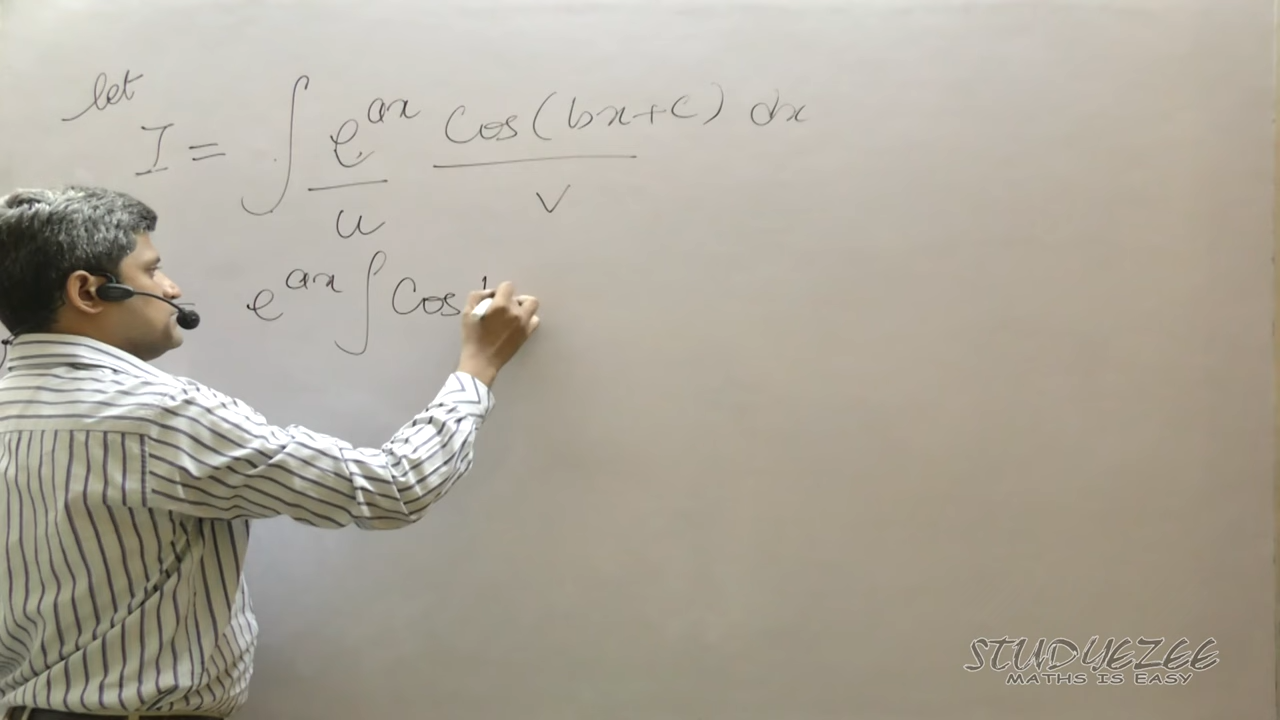 let
I = ∫ e^{ax} Cos(bx+c) dx
u v
e^{ax} ∫ Cos
STUDYEZEE
MATHS IS EASY